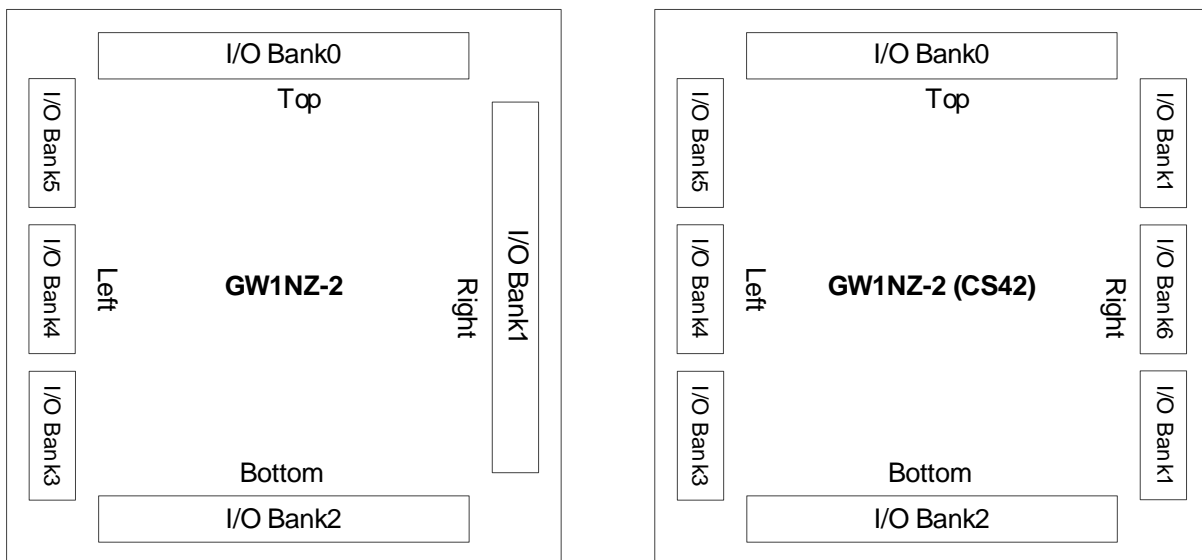 I/O Bank0
Top
I/O Bank5
I/O Bank4
I/O Bank3
Left
GW1NZ-2
Right
I/O Bank1
Bottom
I/O Bank2
I/O Bank0
Top
I/O Bank5
I/O Bank4
I/O Bank3
Left
GW1NZ-2 (CS42)
Right
I/O Bank1
I/O Bank6
I/O Bank1
Bottom
I/O Bank2